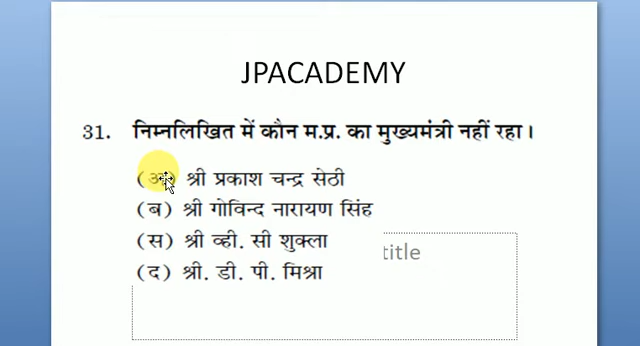 JPACADEMY
31. निम्नलिखित में कौन म.प्र. का मुख्यमंत्री नहीं रहा।
(अ) श्री प्रकाश चन्द्र सेठी
(ब) श्री गोविन्द नारायण सिंह
(स) श्री व्ही. सी शुक्ला
title
(द) श्री. डी. पी. मिश्रा